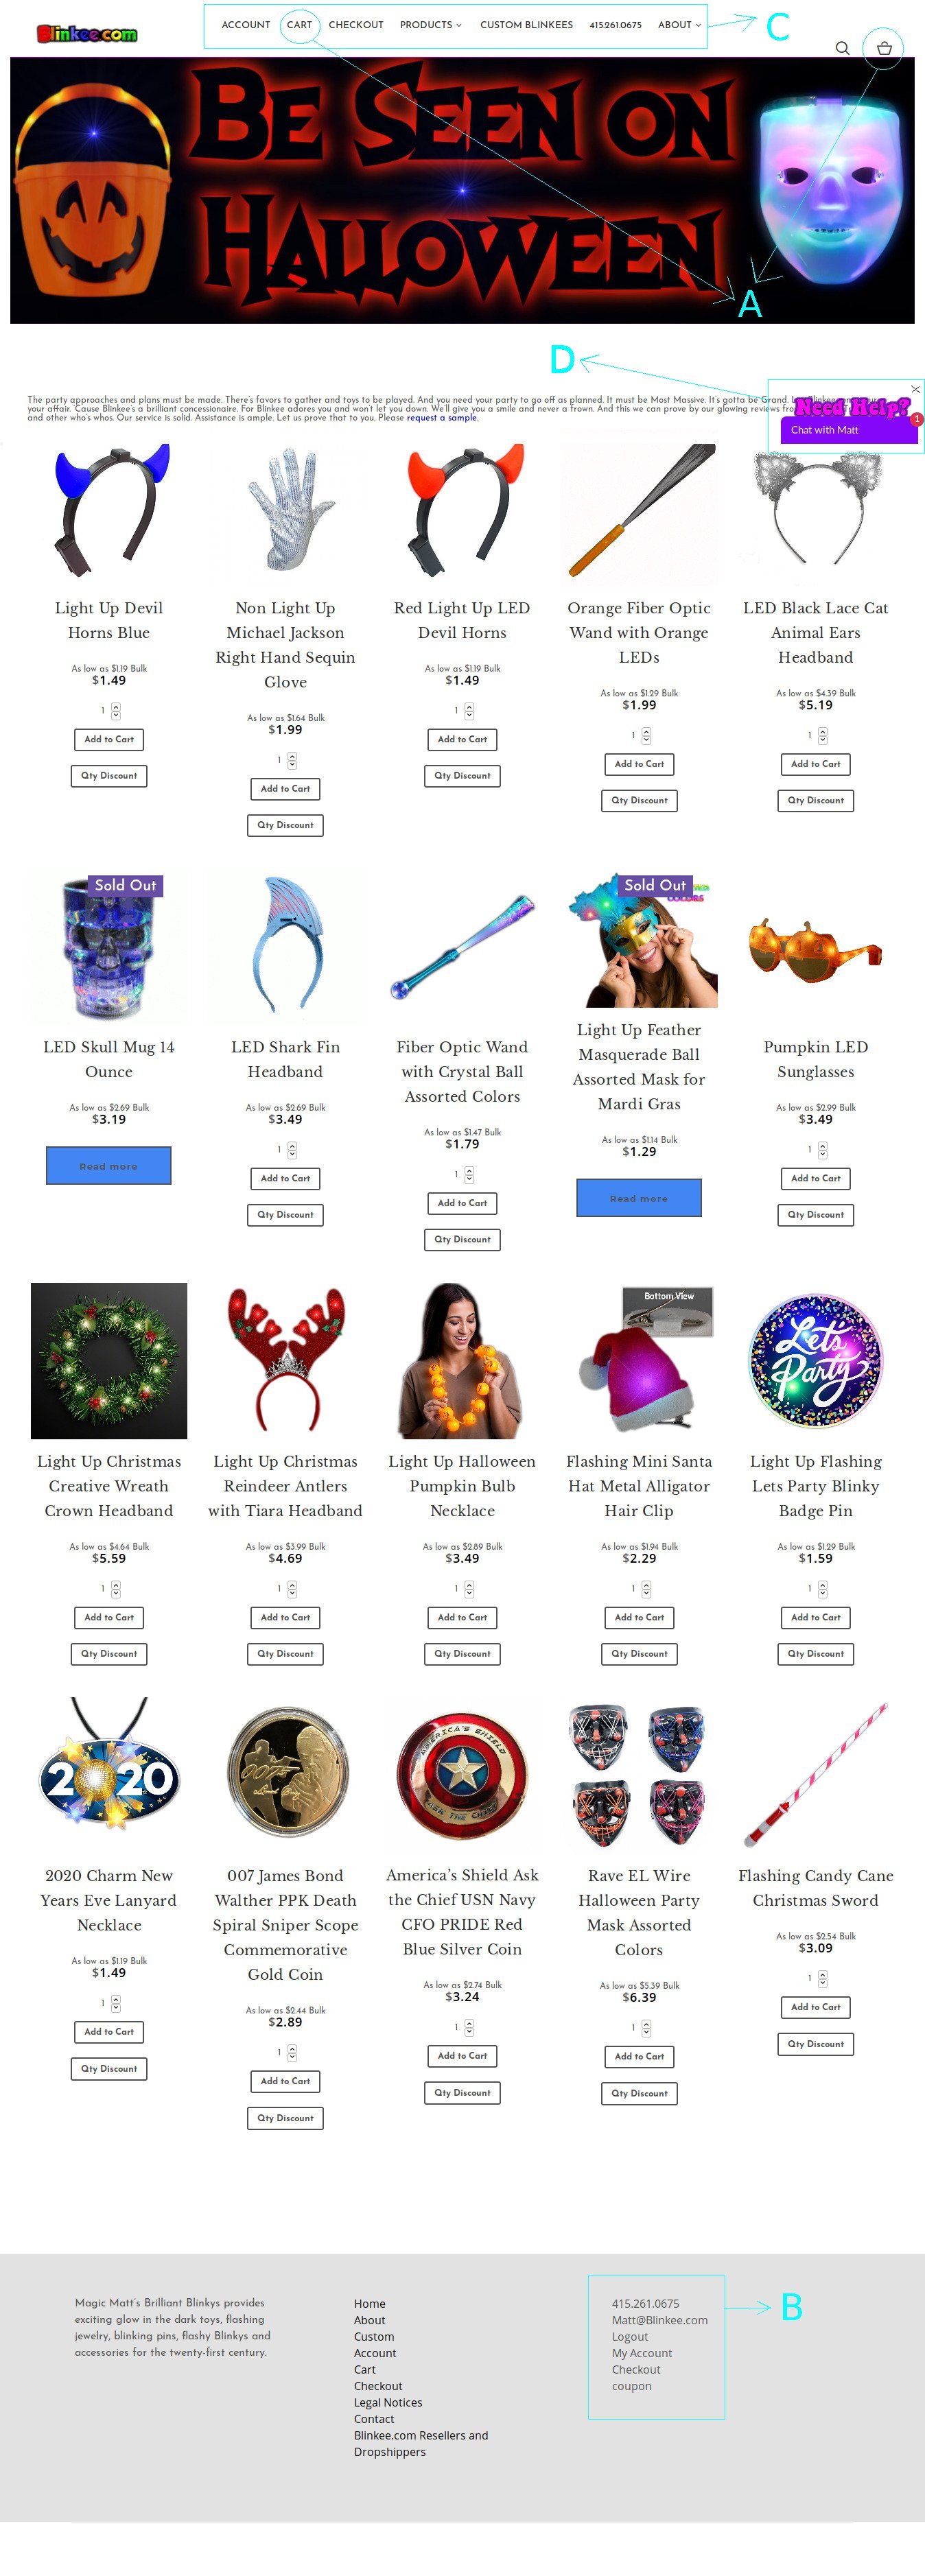 Blinkee.com
ACCOUNT CART CHECKOUT PRODUCTS CUSTOM BLINKEES 415.261.0675 ABOUT
C
BE SEEN ON
HALLOWEEN
A
D
The party approaches and plans must be made. There's favors to gather and toys to be played. And you need your party to go off as planned. It must be Most Massive. It's gotta be Grand.
your affair. 'Cause Blinkee's a brilliant concessionaire. For Blinkee adores you and won't let you down. We'll give you a smile and never a frown. And this we can prove by our glowing reviews
and other who's whos. Our service is solid. Assistance is ample. Let us prove that to you. Please request a sample.
Need Help?
1
Chat with Matt
Light Up Devil
Horns Blue
As low as $1.19 Bulk
$1.49
1
Add to Cart
Qty Discount
Non Light Up
Michael Jackson
Right Hand Sequin
Glove
As low as $1.64 Bulk
$1.99
1
Add to Cart
Qty Discount
Red Light Up LED
Devil Horns
As low as $1.19 Bulk
$1.49
1
Add to Cart
Qty Discount
Orange Fiber Optic
Wand with Orange
LEDs
As low as $1.29 Bulk
$1.99
1
Add to Cart
Qty Discount
LED Black Lace Cat
Animal Ears
Headband
As low as $4.39 Bulk
$5.19
1
Add to Cart
Qty Discount
Sold Out
LED Skull Mug 14
Ounce
As low as $2.69 Bulk
$3.19
Read more
LED Shark Fin
Headband
As low as $2.69 Bulk
$3.49
1
Add to Cart
Qty Discount
Fiber Optic Wand
with Crystal Ball
Assorted Colors
As low as $1.47 Bulk
$1.79
1
Add to Cart
Qty Discount
Sold Out
COLORS
Light Up Feather
Masquerade Ball
Assorted Mask for
Mardi Gras
As low as $1.14 Bulk
$1.29
Read more
Pumpkin LED
Sunglasses
As low as $2.99 Bulk
$3.49
1
Add to Cart
Qty Discount
Light Up Christmas
Creative Wreath
Crown Headband
As low as $4.64 Bulk
$5.59
1
Add to Cart
Qty Discount
Light Up Christmas
Reindeer Antlers
with Tiara Headband
As low as $3.99 Bulk
$4.69
1
Add to Cart
Qty Discount
Light Up Halloween
Pumpkin Bulb
Necklace
As low as $2.89 Bulk
$3.49
1
Add to Cart
Qty Discount
Bottom View
Flashing Mini Santa
Hat Metal Alligator
Hair Clip
As low as $1.94 Bulk
$2.29
1
Add to Cart
Qty Discount
Let's
Party
Light Up Flashing
Lets Party Blinky
Badge Pin
As low as $1.29 Bulk
$1.59
1
Add to Cart
Qty Discount
2020
2020 Charm New
Years Eve Lanyard
Necklace
As low as $1.19 Bulk
$1.49
1
Add to Cart
Qty Discount
007
007 James Bond
Walther PPK Death
Spiral Sniper Scope
Commemorative
Gold Coin
As low as $2.44 Bulk
$2.89
1
Add to Cart
Qty Discount
AMERICA'S SHIELD
ASK THE CHIEF
America's Shield Ask
the Chief USN Navy
CFO PRIDE Red
Blue Silver Coin
As low as $2.74 Bulk
$3.24
1
Add to Cart
Qty Discount
Rave EL Wire
Halloween Party
Mask Assorted
Colors
As low as $5.39 Bulk
$6.39
1
Add to Cart
Qty Discount
Flashing Candy Cane
Christmas Sword
As low as $2.54 Bulk
$3.09
1
Add to Cart
Qty Discount
Magic Matt's Brilliant Blinkys provides
exciting glow in the dark toys, flashing
jewelry, blinking pins, flashy Blinkys and
accessories for the twenty-first century.
Home
About
Custom
Account
Cart
Checkout
Legal Notices
Contact
Blinkee.com Resellers and
Dropshippers
415.261.0675
Matt@Blinkee.com
Logout
My Account
Checkout
coupon
B